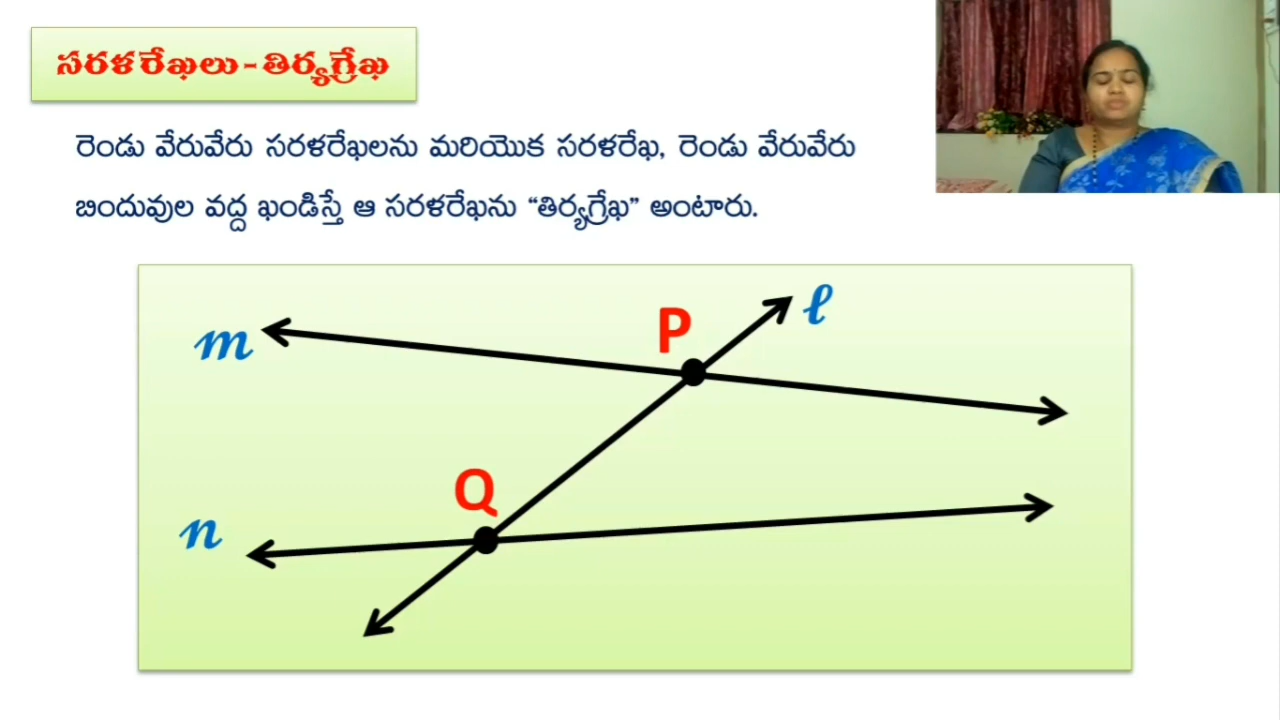 సరళరేఖలు - తిర్యగ్రేఖ
రెండు వేరువేరు సరళరేఖలను మరియొక సరళరేఖ, రెండు వేరువేరు
బిందువుల వద్ద ఖండిస్తే ఆ సరళరేఖను “తిర్యగ్రేఖ” అంటారు.
ℓ
P
m
Q
n